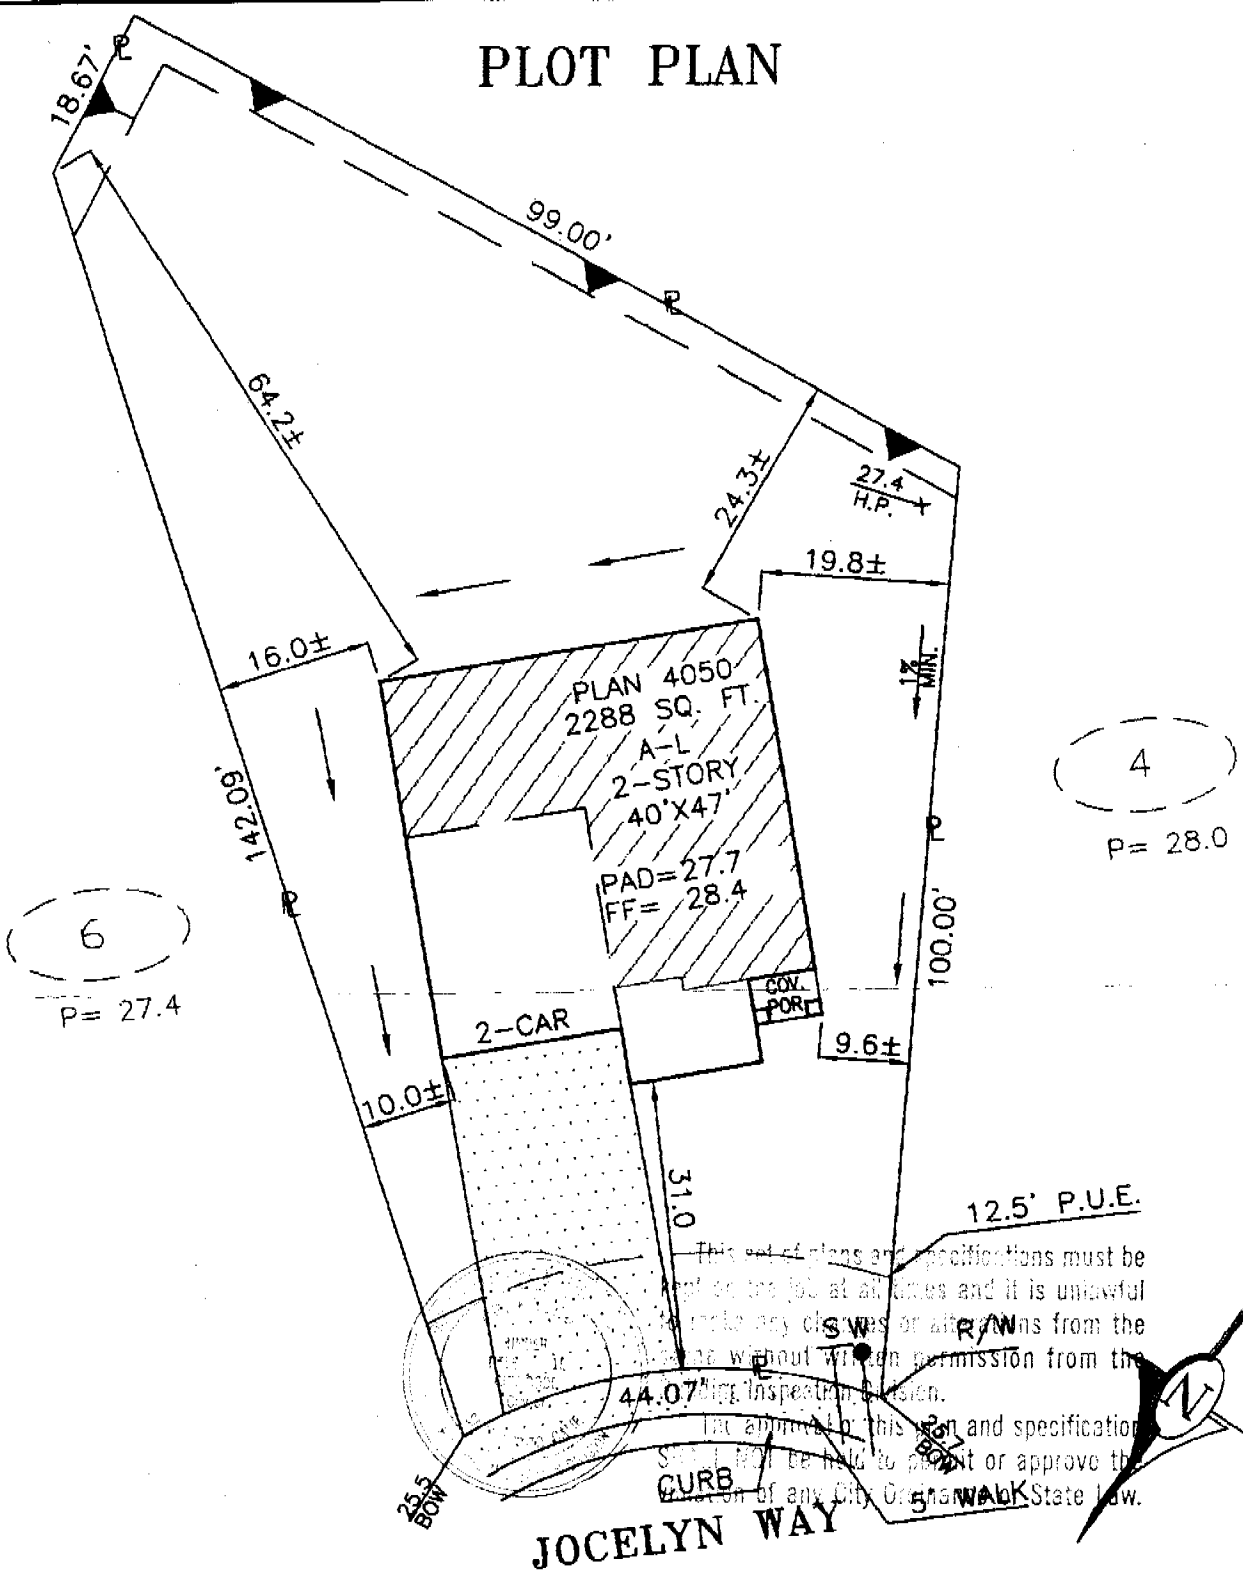 PLOT PLAN
18.67'
99.00'
64.2±
24.3±
27.4
H.P.
19.8±
16.0±
1%
MIN.
PLAN 4050
2288 SQ. FT.
A-L
2-STORY
40'X47'
4
P= 28.0
142.09'
PAD=27.7
FF= 28.4
6
P= 27.4
100.00'
COV.
POR.
2-CAR
9.6±
10.0±
31.0
12.5' P.U.E.
This set of plans and specifications must be
kept on the job at all times and it is unlawful
to make any changes or alterations from the
same without written permission from the
Building Inspection Division.
SW
R/W
44.07'
The approval of this plan and specification
SHALL NOT be held to permit or approve the
violation of any City Ordinance or State Law.
25.5
BOW
BOW
CURB
5' WALK
N
JOCELYN WAY